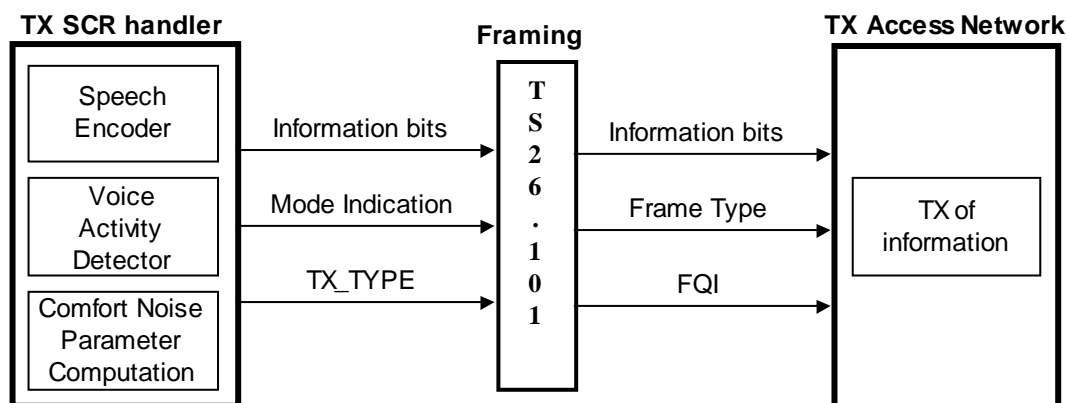 TX SCR handler
Speech
Encoder
Voice
Activity
Detector
Comfort Noise
Parameter
Computation
Information bits
Mode Indication
TX_TYPE
Framing
T
S
2
6
.
1
0
1
Information bits
Frame Type
FQI
TX Access Network
TX of
information